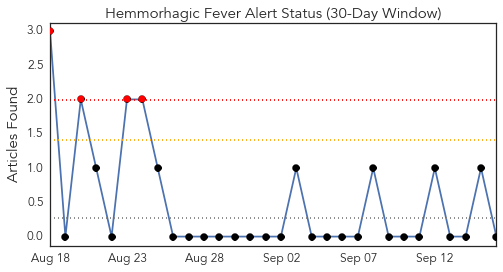 Hemmorhagic Fever Alert Status (30-Day Window)
Articles Found
3.0
2.5
2.0
1.5
1.0
0.5
0.0
Aug 18 Aug 23 Aug 28 Sep 02 Sep 07 Sep 12